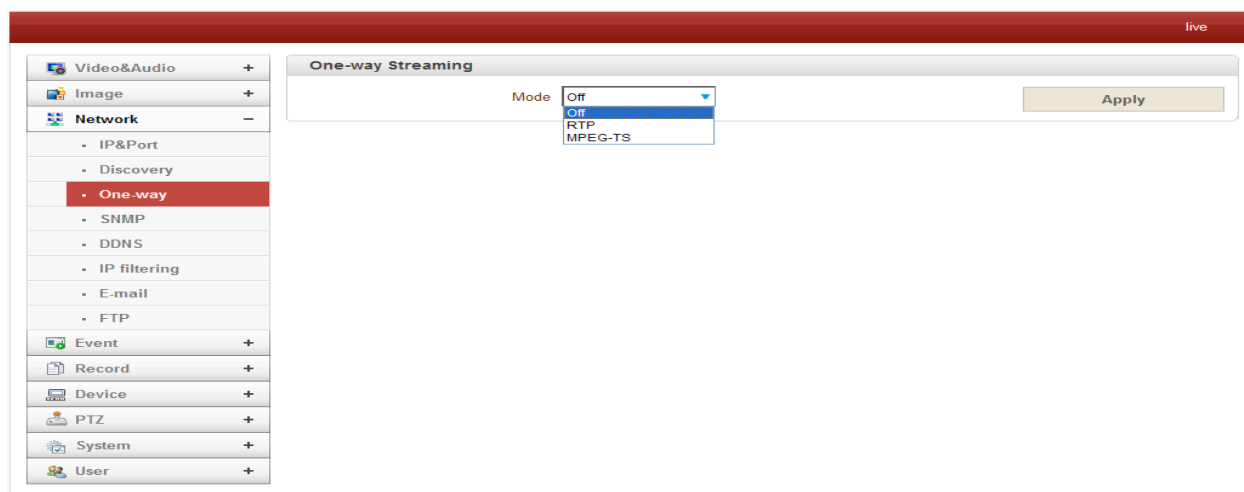 live
Video&Audio +
Image +
Network −
IP&Port
Discovery
One-way
SNMP
DDNS
IP filtering
E-mail
FTP
Event +
Record +
Device +
PTZ +
System +
User +
One-way Streaming
Mode Off
Off
RTP
MPEG-TS
Apply